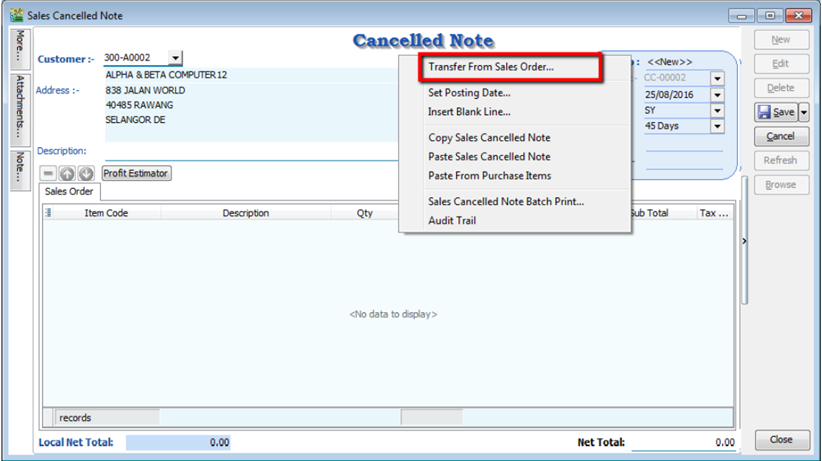 Sales Cancelled Note
More...
Attachments...
Note...
Cancelled Note
Customer :- 300-A0002
ALPHA & BETA COMPUTER12
Address :- 838 JALAN WORLD
40485 RAWANG
SELANGOR DE
Description:
: <<New>>
CC-00002
25/08/2016
SY
45 Days
Transfer From Sales Order...
Set Posting Date...
Insert Blank Line...
Copy Sales Cancelled Note
Paste Sales Cancelled Note
Paste From Purchase Items
Sales Cancelled Note Batch Print...
Audit Trail
New
Edit
Delete
Save
Cancel
Refresh
Browse
Profit Estimator
Sales Order
Item Code Description Qty Sub Total Tax ...
<No data to display>
records
Local Net Total: 0.00 Net Total: 0.00
Close